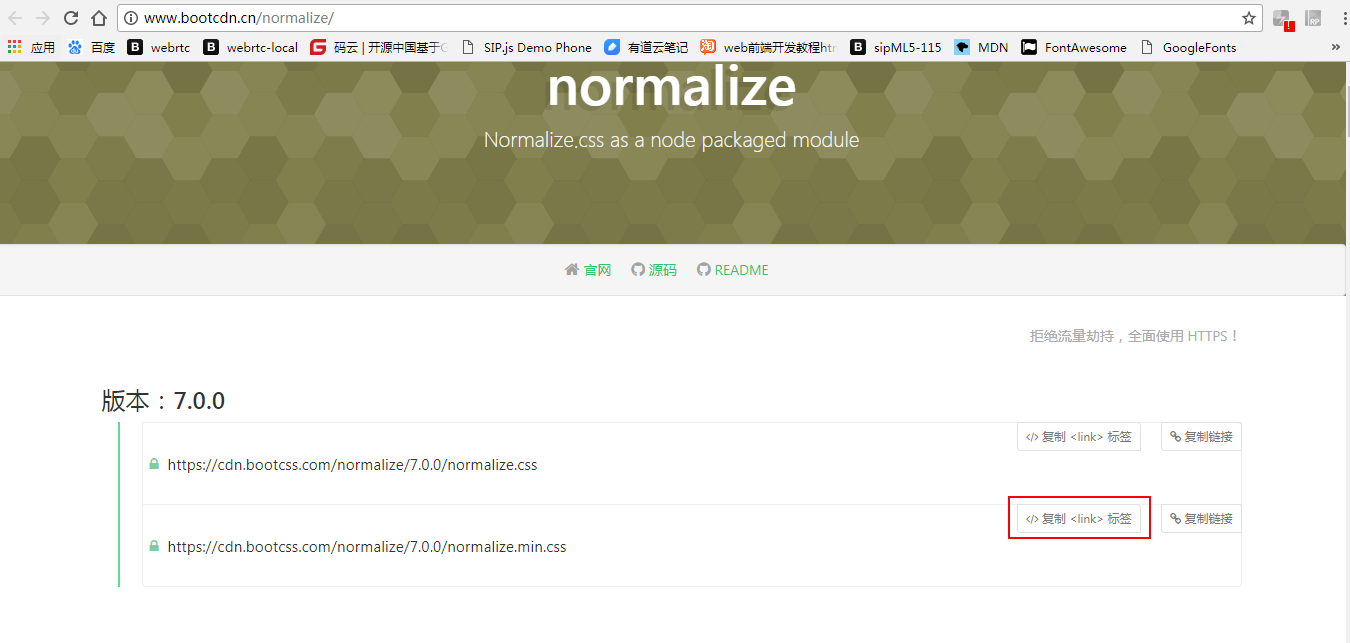 www.bootcdn.cn/normalize/
应用 百度 B webrtc B webrtc-local G 码云 | 开源中国基于G SIP.js Demo Phone 有道云笔记 淘 web前端开发教程htm B sipML5-115 MDN FontAwesome GoogleFonts »
normalize
Normalize.css as a node packaged module
官网 源码 README
拒绝流量劫持，全面使用 HTTPS！
版本：7.0.0
</> 复制 <link> 标签 复制链接
https://cdn.bootcss.com/normalize/7.0.0/normalize.css
</> 复制 <link> 标签 复制链接
https://cdn.bootcss.com/normalize/7.0.0/normalize.min.css